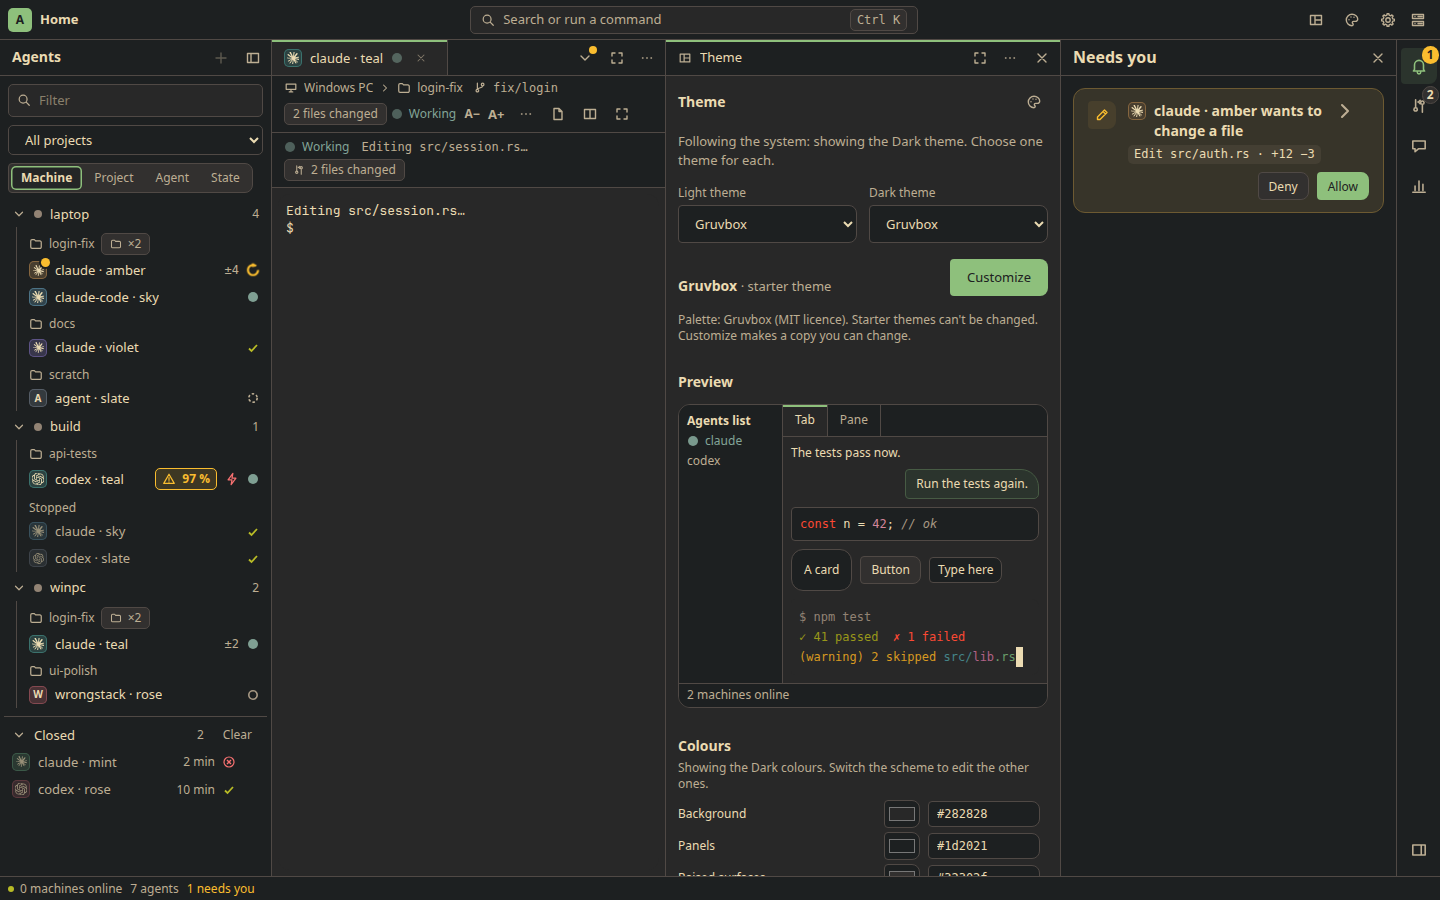 A Home
Search or run a command Ctrl K
Agents
Filter
All projects
Machine Project Agent State
laptop 4
login-fix ×2
claude · amber ±4
claude-code · sky
docs
claude · violet
scratch
A agent · slate
build 1
api-tests
codex · teal 97 %
Stopped
claude · sky
codex · slate
winpc 2
login-fix ×2
claude · teal ±2
ui-polish
W wrongstack · rose
Closed 2 Clear
claude · mint 2 min
codex · rose 10 min
claude · teal
Windows PC login-fix fix/login
2 files changed Working A− A+
Working Editing src/session.rs…
2 files changed
Editing src/session.rs…
$
Theme
Theme
Following the system: showing the Dark theme. Choose one
theme for each.
Light theme Dark theme
Gruvbox Gruvbox
Gruvbox · starter theme Customize
Palette: Gruvbox (MIT licence). Starter themes can't be changed.
Customize makes a copy you can change.
Preview
Agents list
claude
codex
Tab Pane
The tests pass now.
Run the tests again.
const n = 42; // ok
A card Button Type here
$ npm test
✓ 41 passed ✗ 1 failed
(warning) 2 skipped src/lib.rs
2 machines online
Colours
Showing the Dark colours. Switch the scheme to edit the other
ones.
Background #282828
Panels #1d2021
Needs you
claude · amber wants to
change a file
Edit src/auth.rs · +12 −3
Deny Allow
1
2
0 machines online 7 agents 1 needs you